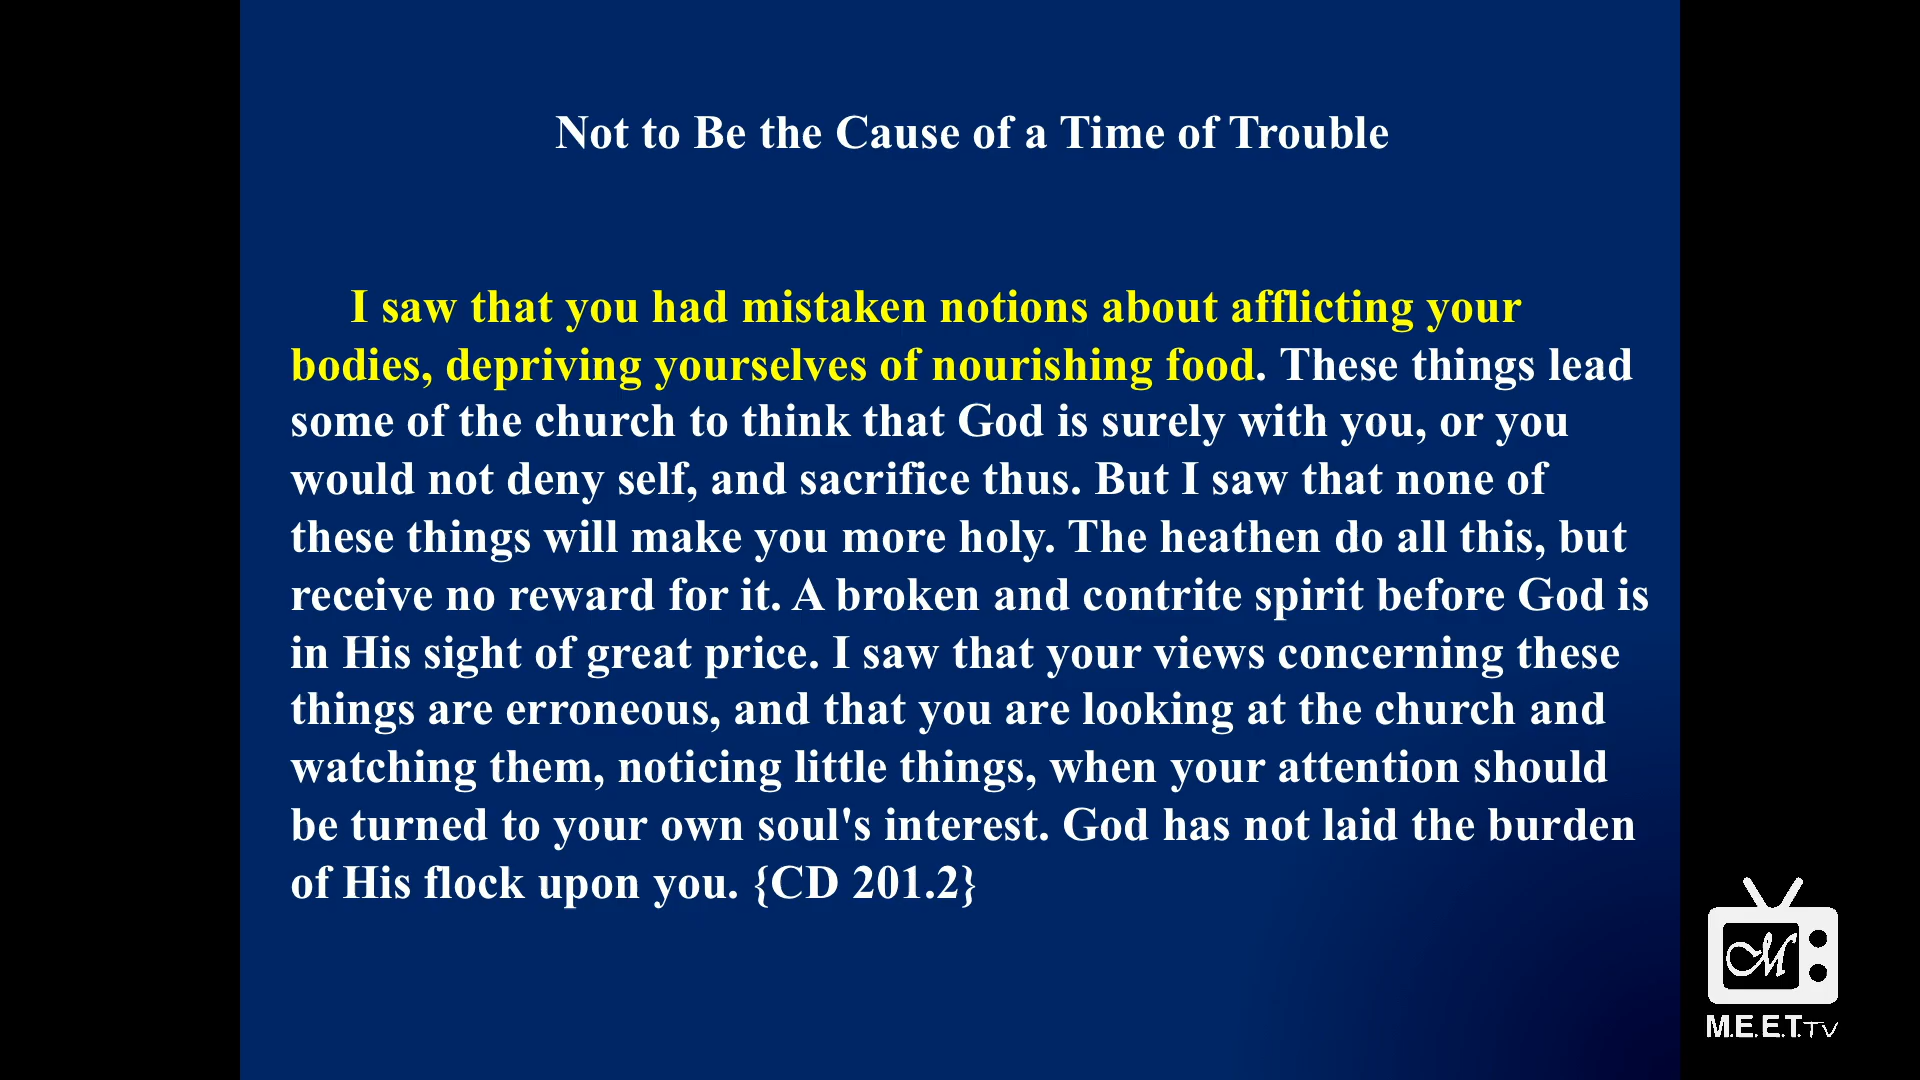 Not to Be the Cause of a Time of Trouble
I saw that you had mistaken notions about afflicting your
bodies, depriving yourselves of nourishing food. These things lead
some of the church to think that God is surely with you, or you
would not deny self, and sacrifice thus. But I saw that none of
these things will make you more holy. The heathen do all this, but
receive no reward for it. A broken and contrite spirit before God is
in His sight of great price. I saw that your views concerning these
things are erroneous, and that you are looking at the church and
watching them, noticing little things, when your attention should
be turned to your own soul's interest. God has not laid the burden
of His flock upon you. {CD 201.2}
M
M.E.E.T.TV